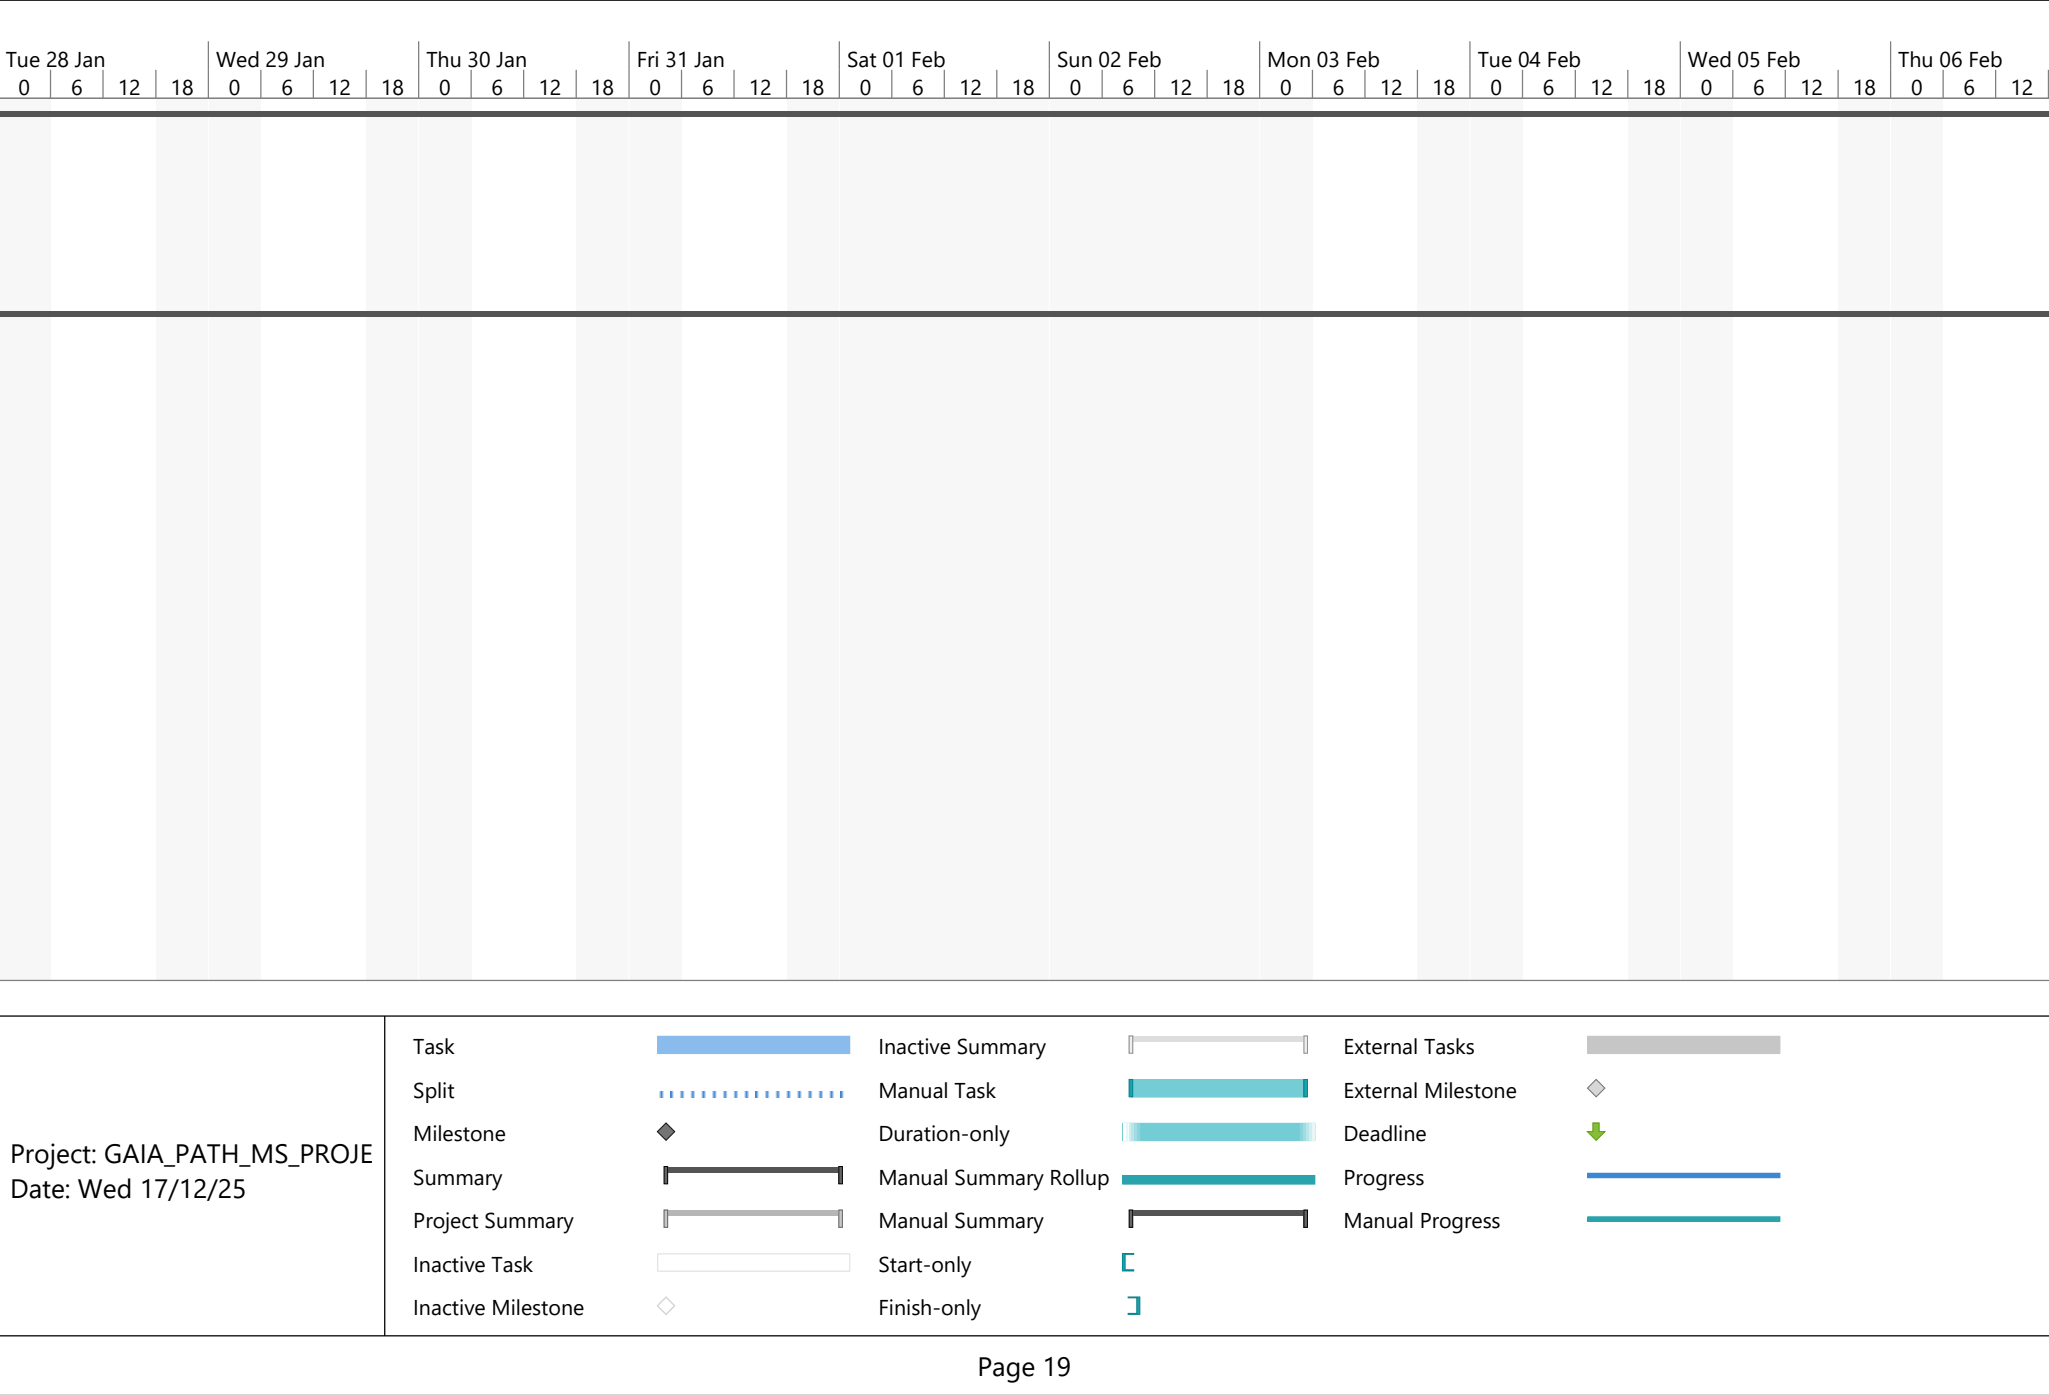 Tue 28 Jan Wed 29 Jan Thu 30 Jan Fri 31 Jan Sat 01 Feb Sun 02 Feb Mon 03 Feb Tue 04 Feb Wed 05 Feb Thu 06 Feb
0 6 12 18 0 6 12 18 0 6 12 18 0 6 12 18 0 6 12 18 0 6 12 18 0 6 12 18 0 6 12 18 0 6 12 18 0 6 12
Project: GAIA_PATH_MS_PROJE
Date: Wed 17/12/25
Task
Split
Milestone
Summary
Project Summary
Inactive Task
Inactive Milestone
Inactive Summary
Manual Task
Duration-only
Manual Summary Rollup
Manual Summary
Start-only
Finish-only
External Tasks
External Milestone
Deadline
Progress
Manual Progress
Page 19